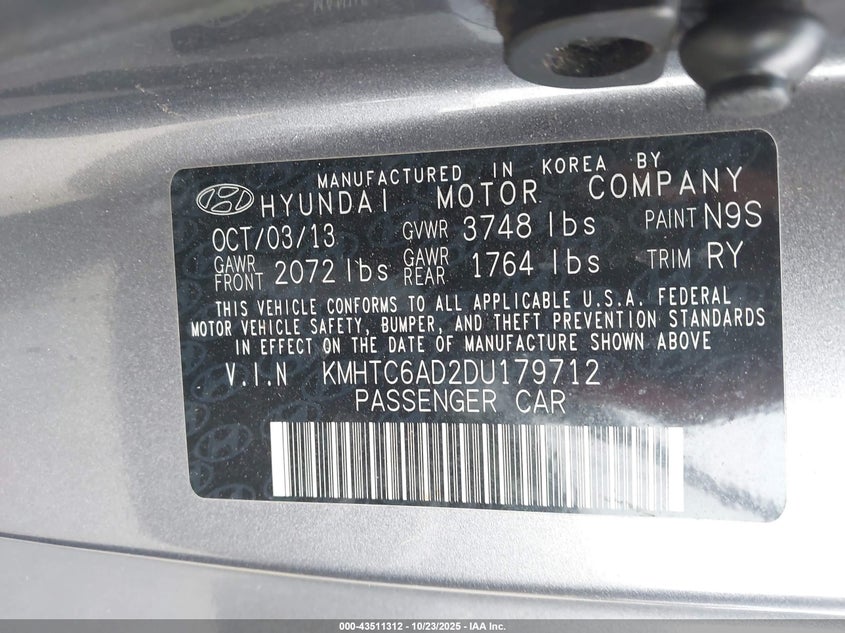 MANUFACTURED IN KOREA BY
HYUNDAI MOTOR COMPANY
OCT/03/13 GVWR 3748 lbs PAINT N9S
GAWR FRONT 2072 lbs GAWR REAR 1764 lbs TRIM RY
THIS VEHICLE CONFORMS TO ALL APPLICABLE U.S.A. FEDERAL
MOTOR VEHICLE SAFETY, BUMPER, AND THEFT PREVENTION STANDARDS
IN EFFECT ON THE DATE OF MANUFACTURE SHOWN ABOVE
V.I.N KMHTC6AD2DU179712
PASSENGER CAR
000-43511312 - 10/23/2025 - IAA Inc.